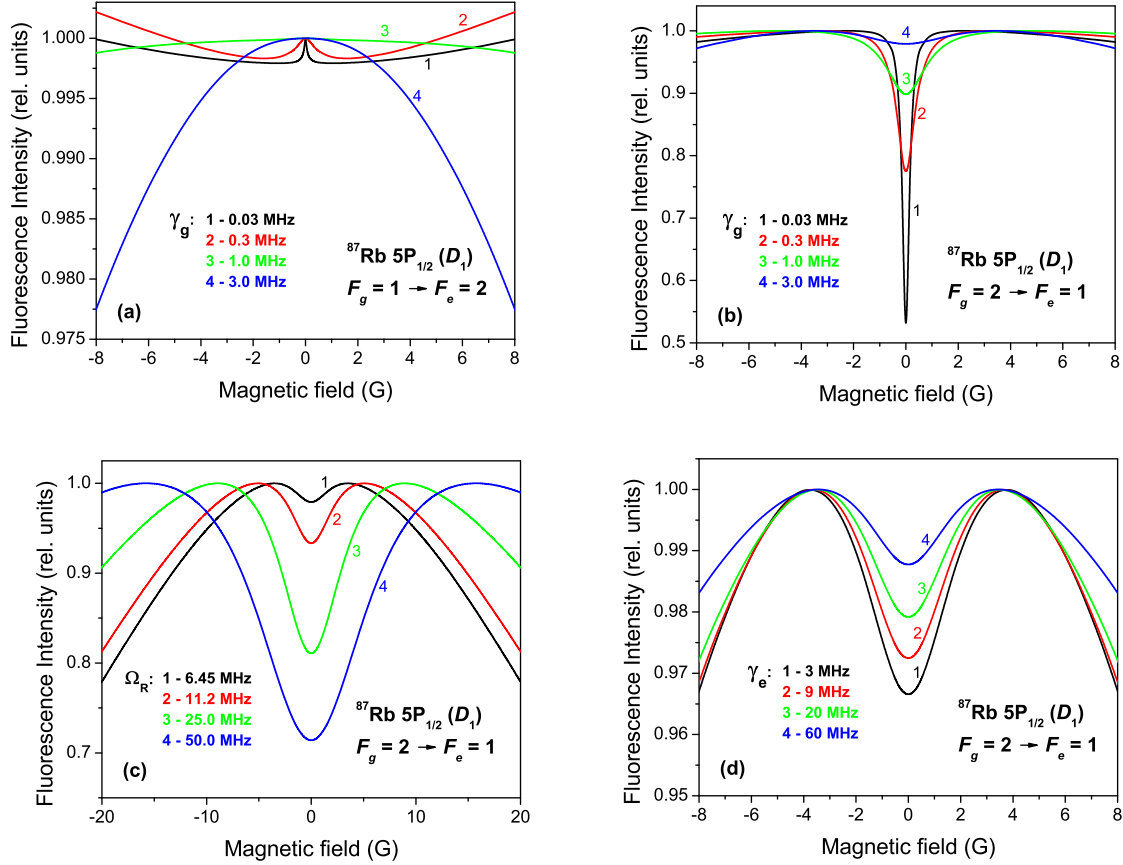 Fluorescence Intensity (rel. units)
1.000
0.995
0.990
0.985
0.980
0.975
2
3
1
4
γg: 1 - 0.03 MHz
2 - 0.3 MHz
3 - 1.0 MHz
4 - 3.0 MHz
87Rb 5P1/2 (D1)
Fg = 1 → Fe = 2
(a)
-8 -6 -4 -2 0 2 4 6 8
Magnetic field (G)
Fluorescence Intensity (rel. units)
1.0
0.9
0.8
0.7
0.6
0.5
4
3
2
1
γg: 1 - 0.03 MHz
2 - 0.3 MHz
3 - 1.0 MHz
4 - 3.0 MHz
87Rb 5P1/2 (D1)
Fg = 2 → Fe = 1
(b)
-8 -6 -4 -2 0 2 4 6 8
Magnetic field (G)
Fluorescence Intensity (rel. units)
1.0
0.9
0.8
0.7
1
2
3
4
ΩR: 1 - 6.45 MHz
2 - 11.2 MHz
3 - 25.0 MHz
4 - 50.0 MHz
87Rb 5P1/2 (D1)
Fg = 2 → Fe = 1
(c)
-20 -10 0 10 20
Magnetic field (G)
Fluorescence Intensity (rel. units)
1.00
0.99
0.98
0.97
0.96
0.95
4
3
2
1
γe: 1 - 3 MHz
2 - 9 MHz
3 - 20 MHz
4 - 60 MHz
87Rb 5P1/2 (D1)
Fg = 2 → Fe = 1
(d)
-8 -6 -4 -2 0 2 4 6 8
Magnetic field (G)